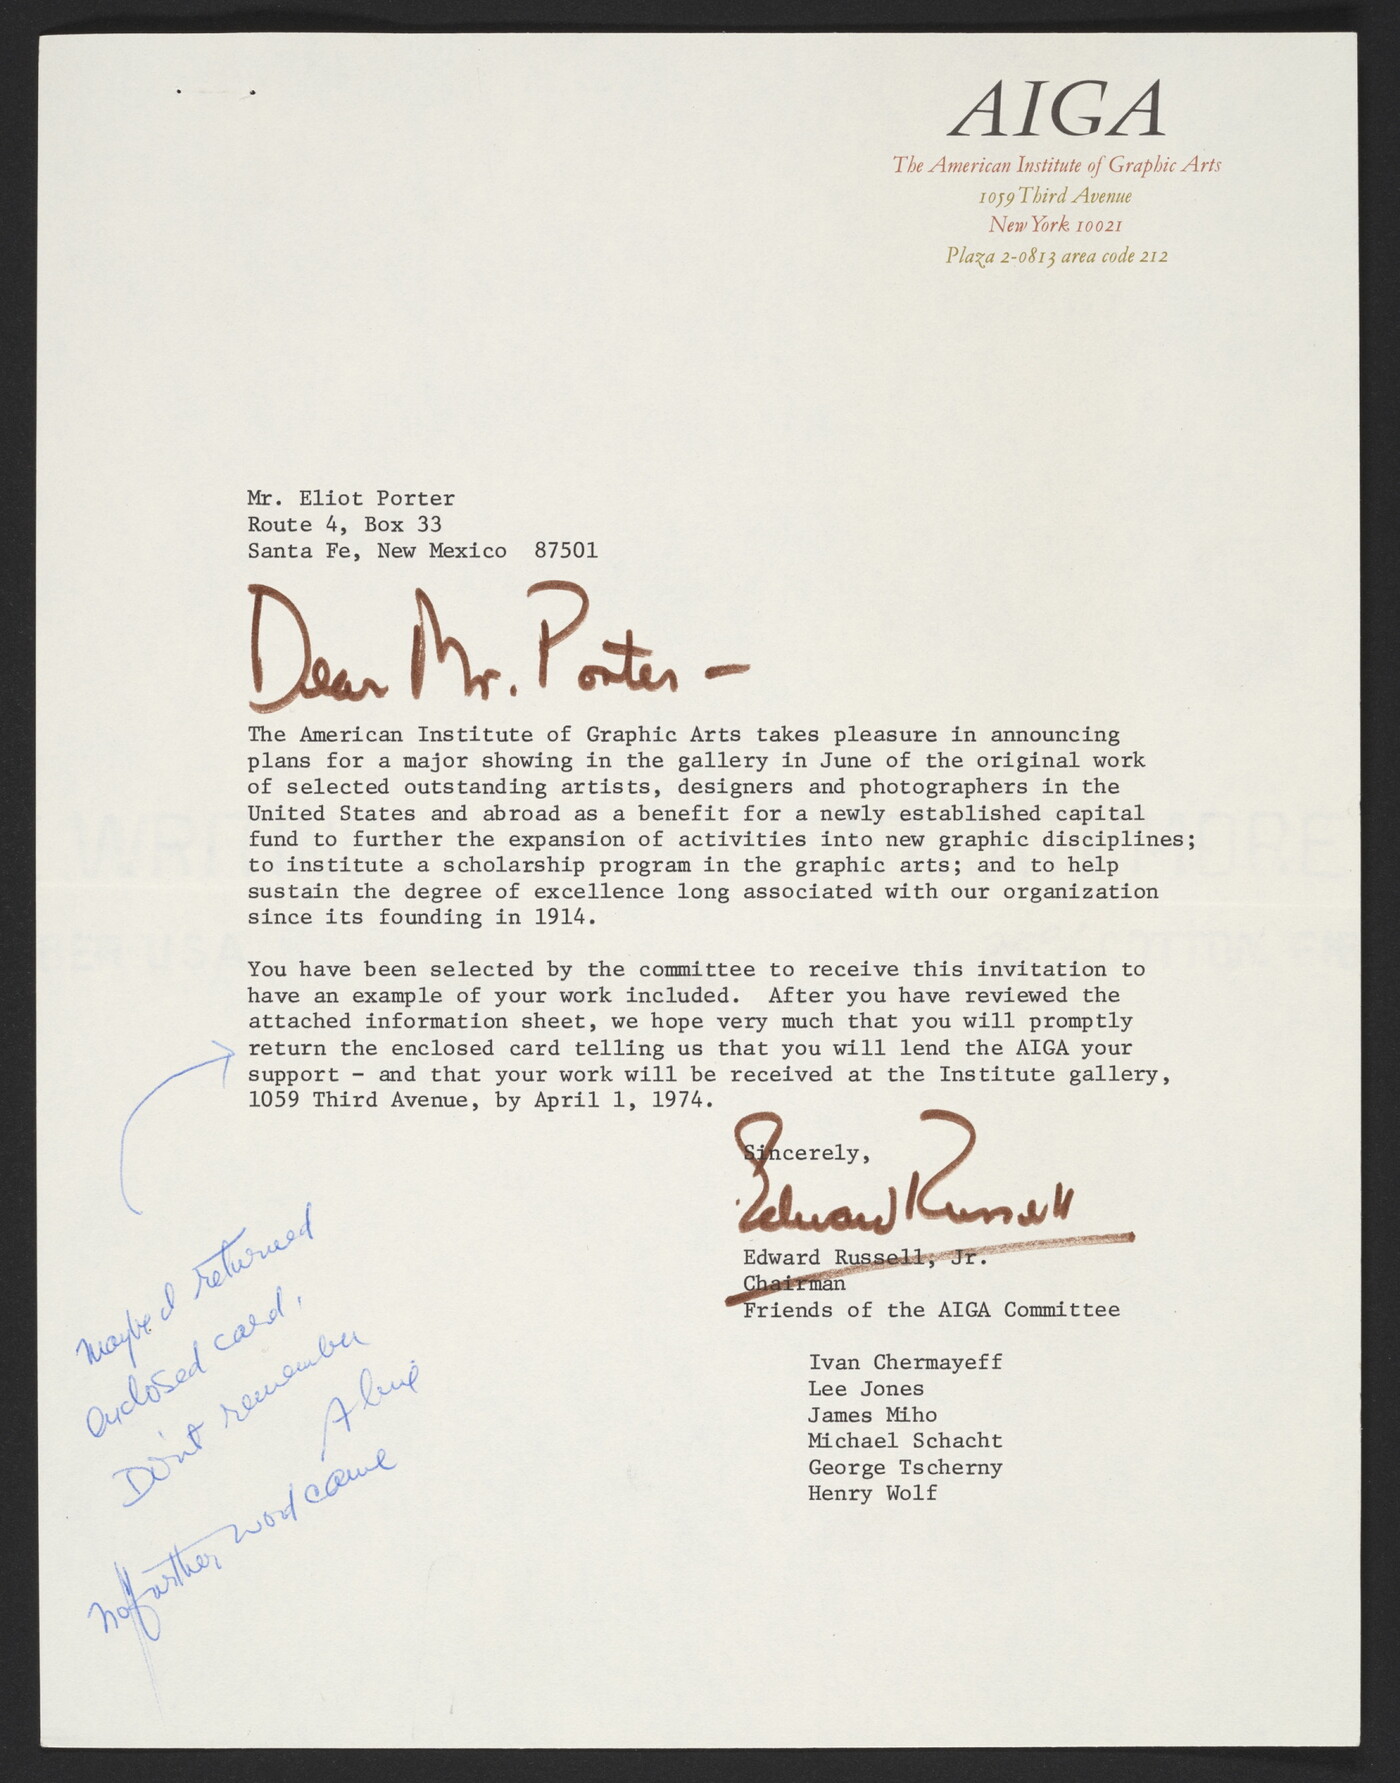 AIGA
The American Institute of Graphic Arts
1059 Third Avenue
New York 10021
Plaza 2-0813 area code 212
Mr. Eliot Porter
Route 4, Box 33
Santa Fe, New Mexico  87501
Dear Mr. Porter —
The American Institute of Graphic Arts takes pleasure in announcing
plans for a major showing in the gallery in June of the original work
of selected outstanding artists, designers and photographers in the
United States and abroad as a benefit for a newly established capital
fund to further the expansion of activities into new graphic disciplines;
to institute a scholarship program in the graphic arts; and to help
sustain the degree of excellence long associated with our organization
since its founding in 1914.
You have been selected by the committee to receive this invitation to
have an example of your work included.  After you have reviewed the
attached information sheet, we hope very much that you will promptly
return the enclosed card telling us that you will lend the AIGA your
support - and that your work will be received at the Institute gallery,
1059 Third Avenue, by April 1, 1974.
Sincerely,
Edward Russell
Edward Russell, Jr.
Chairman
Friends of the AIGA Committee
Ivan Chermayeff
Lee Jones
James Miho
Michael Schacht
George Tscherny
Henry Wolf
Maybe I returned
enclosed card.
Don't remember
no further word came